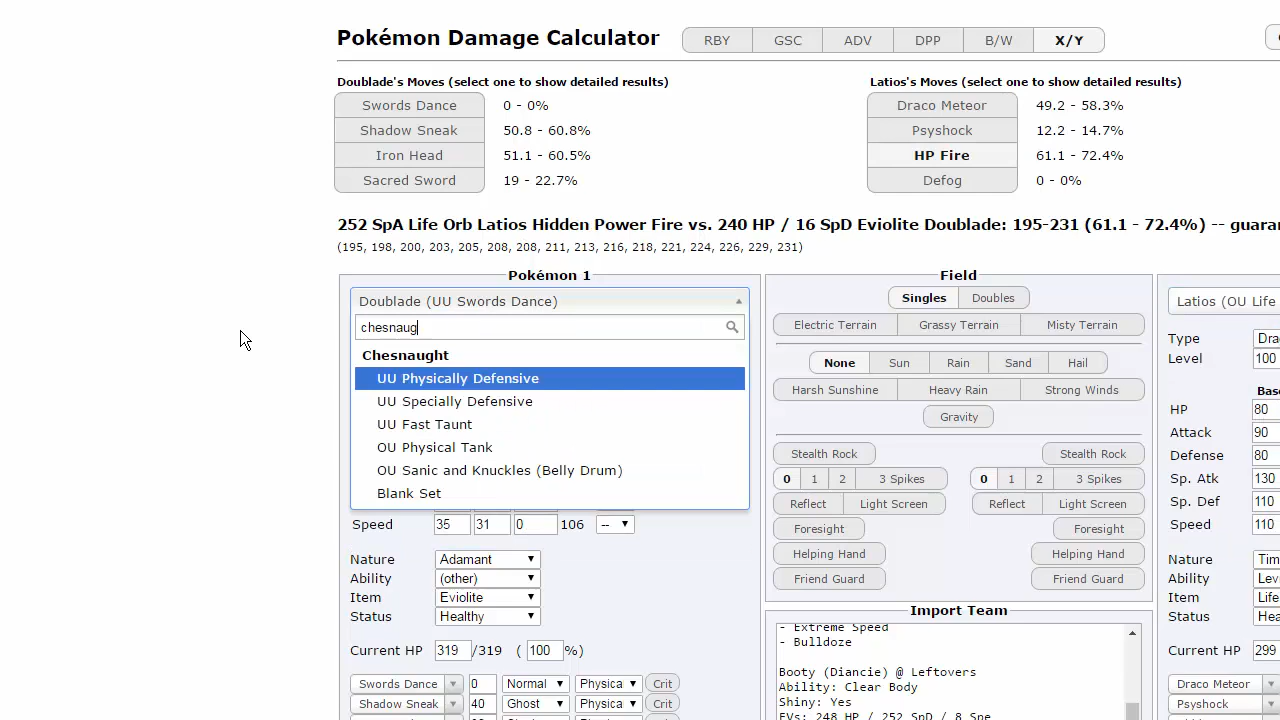 Pokémon Damage Calculator RBY GSC ADV DPP B/W X/Y
Doublade's Moves (select one to show detailed results)
Swords Dance 0 - 0%
Shadow Sneak 50.8 - 60.8%
Iron Head 51.1 - 60.5%
Sacred Sword 19 - 22.7%
Latios's Moves (select one to show detailed results)
Draco Meteor 49.2 - 58.3%
Psyshock 12.2 - 14.7%
HP Fire 61.1 - 72.4%
Defog 0 - 0%
252 SpA Life Orb Latios Hidden Power Fire vs. 240 HP / 16 SpD Eviolite Doublade: 195-231 (61.1 - 72.4%) -- guarai
(195, 198, 200, 203, 205, 208, 208, 211, 213, 216, 218, 221, 224, 226, 229, 231)
Pokémon 1
Doublade (UU Swords Dance)
chesnaug
Chesnaught
UU Physically Defensive
UU Specially Defensive
UU Fast Taunt
OU Physical Tank
OU Sanic and Knuckles (Belly Drum)
Blank Set
Speed 35 31 0 106 --
Nature Adamant
Ability (other)
Item Eviolite
Status Healthy
Current HP 319 /319 ( 100 %)
Swords Dance 0 Normal Physica Crit
Shadow Sneak 40 Ghost Physica Crit
Field
Singles Doubles
Electric Terrain Grassy Terrain Misty Terrain
None Sun Rain Sand Hail
Harsh Sunshine Heavy Rain Strong Winds
Gravity
Stealth Rock Stealth Rock
0 1 2 3 Spikes 0 1 2 3 Spikes
Reflect Light Screen Reflect Light Screen
Foresight Foresight
Helping Hand Helping Hand
Friend Guard Friend Guard
Import Team
- Extreme Speed
- Bulldoze
Booty (Diancie) @ Leftovers
Ability: Clear Body
Shiny: Yes
EVs: 248 HP / 252 SpD / 8 Spe
Latios (OU Life
Type Dra
Level 100
Base
HP 80
Attack 90
Defense 80
Sp. Atk 130
Sp. Def 110
Speed 110
Nature Tim
Ability Lev
Item Life
Status Hea
Current HP 299
Draco Meteor
Psyshock